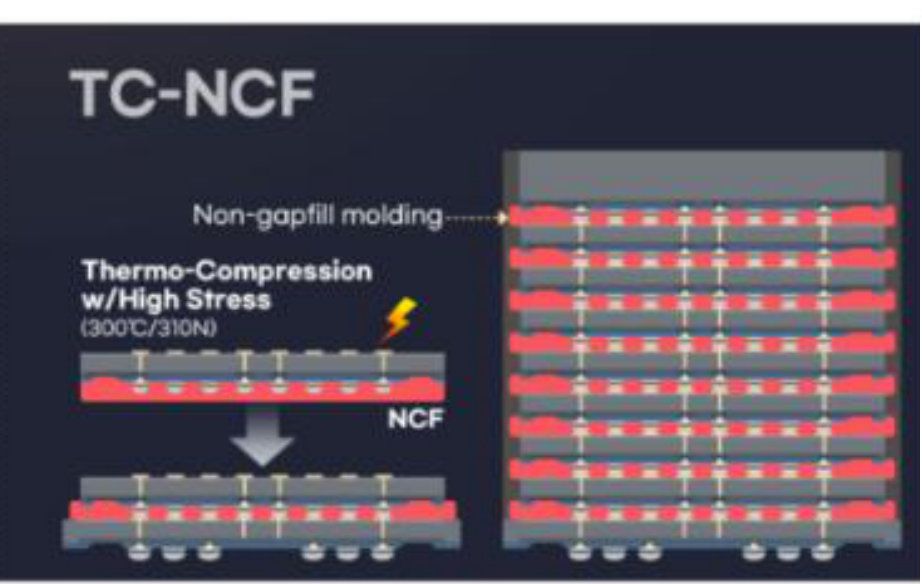 TC-NCF
Non-gapfill molding
Thermo-Compression
w/High Stress
(300℃/310N)
NCF